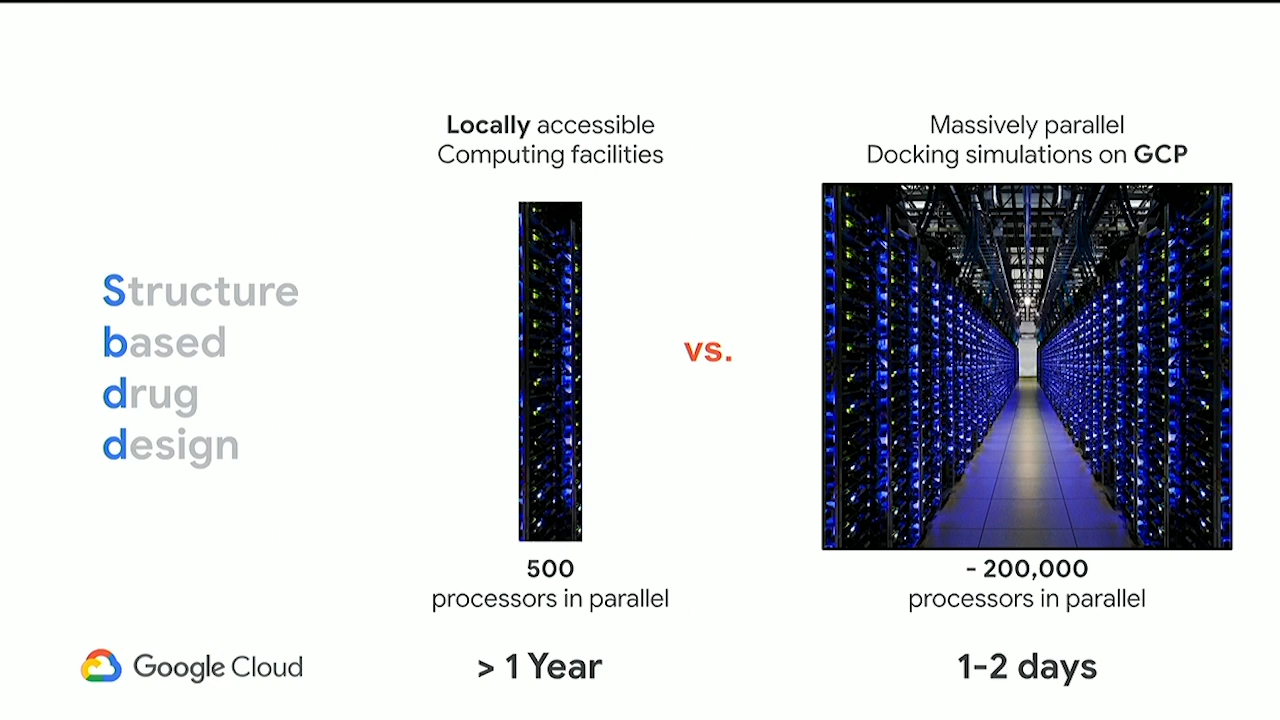 Locally accessible
Computing facilities
Massively parallel
Docking simulations on GCP
Structure
based
drug
design
vs.
500
processors in parallel
- 200,000
processors in parallel
Google Cloud
> 1 Year
1-2 days